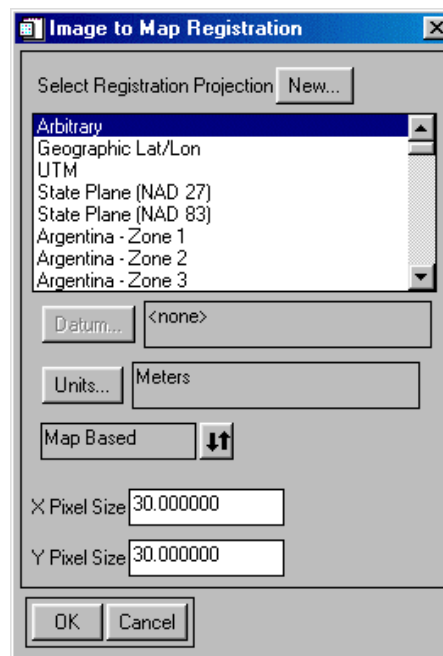 Image to Map Registration
Select Registration Projection New...
Arbitrary
Geographic Lat/Lon
UTM
State Plane (NAD 27)
State Plane (NAD 83)
Argentina - Zone 1
Argentina - Zone 2
Argentina - Zone 3
Datum... <none>
Units... Meters
Map Based
X Pixel Size 30.000000
Y Pixel Size 30.000000
OK Cancel